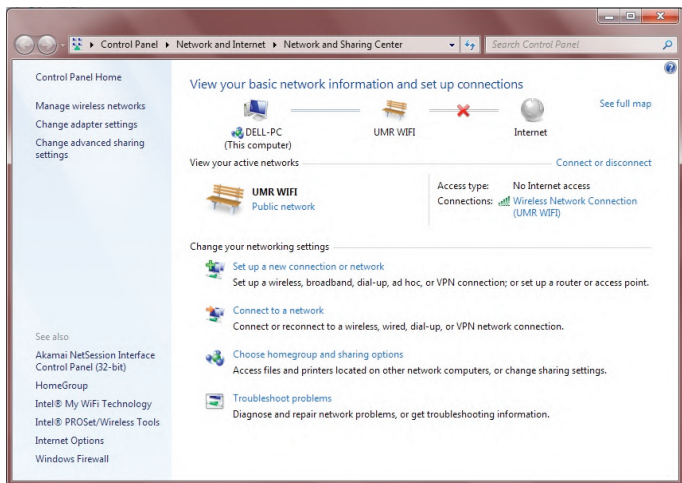 Control Panel ▸ Network and Internet ▸ Network and Sharing Center
Search Control Panel
Control Panel Home
Manage wireless networks
Change adapter settings
Change advanced sharing
settings
See also
Akamai NetSession Interface
Control Panel (32-bit)
HomeGroup
Intel® My WiFi Technology
Intel® PROSet/Wireless Tools
Internet Options
Windows Firewall
View your basic network information and set up connections
See full map
DELL-PC
(This computer)
UMR WIFI
Internet
View your active networks
Connect or disconnect
UMR WIFI
Public network
Access type: No Internet access
Connections: Wireless Network Connection
(UMR WIFI)
Change your networking settings
Set up a new connection or network
Set up a wireless, broadband, dial-up, ad hoc, or VPN connection; or set up a router or access point.
Connect to a network
Connect or reconnect to a wireless, wired, dial-up, or VPN network connection.
Choose homegroup and sharing options
Access files and printers located on other network computers, or change sharing settings.
Troubleshoot problems
Diagnose and repair network problems, or get troubleshooting information.